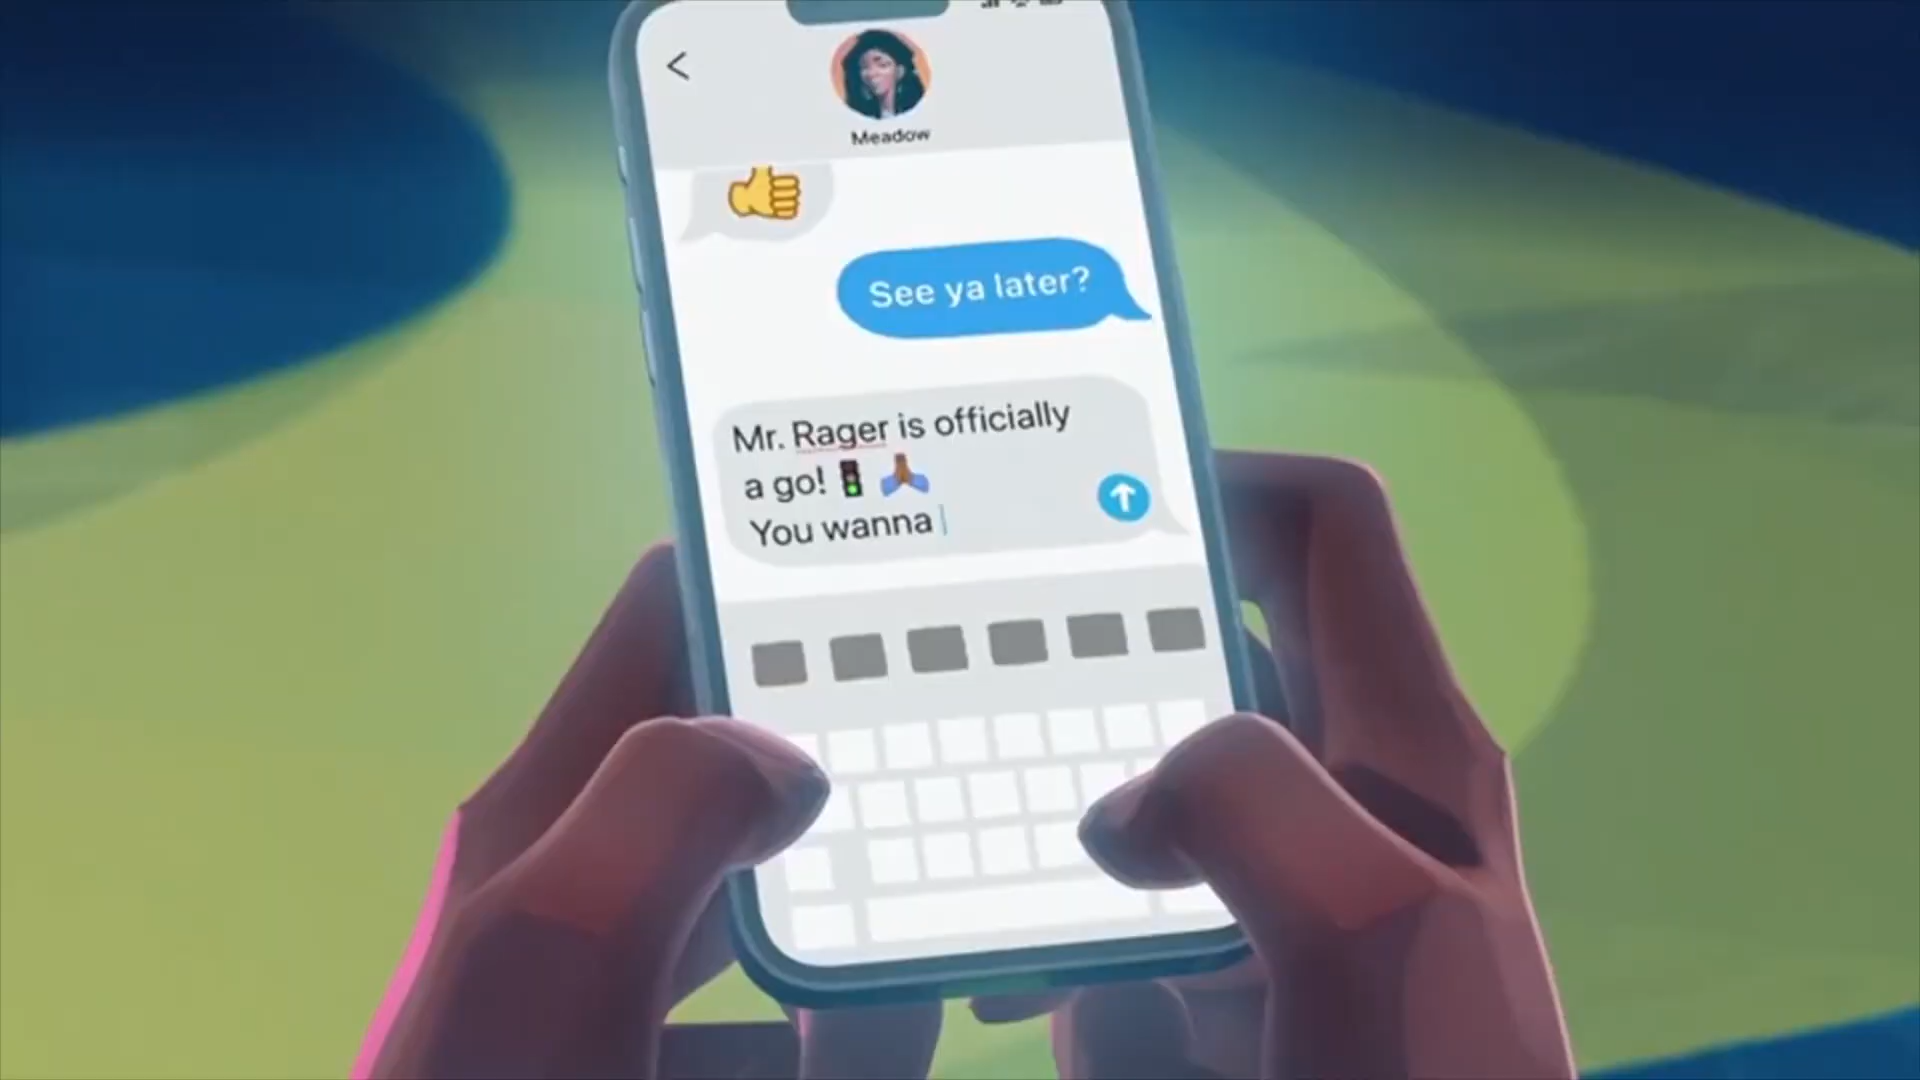 Meadow
👍
See ya later?
Mr. Rager is officially
a go! 🚦 🙏🏾
You wanna